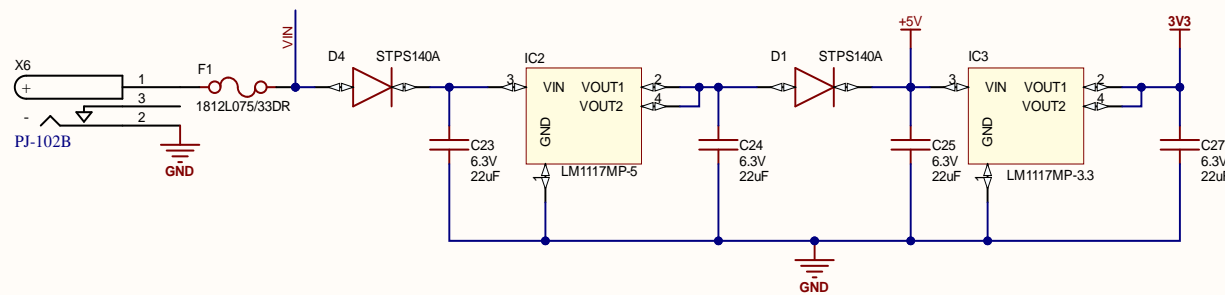 X6
+
-
PJ-102B
1
3
2
GND
F1
1812L075/33DR
VIN
D4
STPS140A
IC2
3
VIN
VOUT1
2
VOUT2
4
GND
1
LM1117MP-5
C23
6.3V
22uF
C24
6.3V
22uF
D1
STPS140A
+5V
C25
6.3V
22uF
IC3
3
VIN
VOUT1
2
VOUT2
4
GND
1
LM1117MP-3.3
3V3
C27
6.3V
22uF
GND